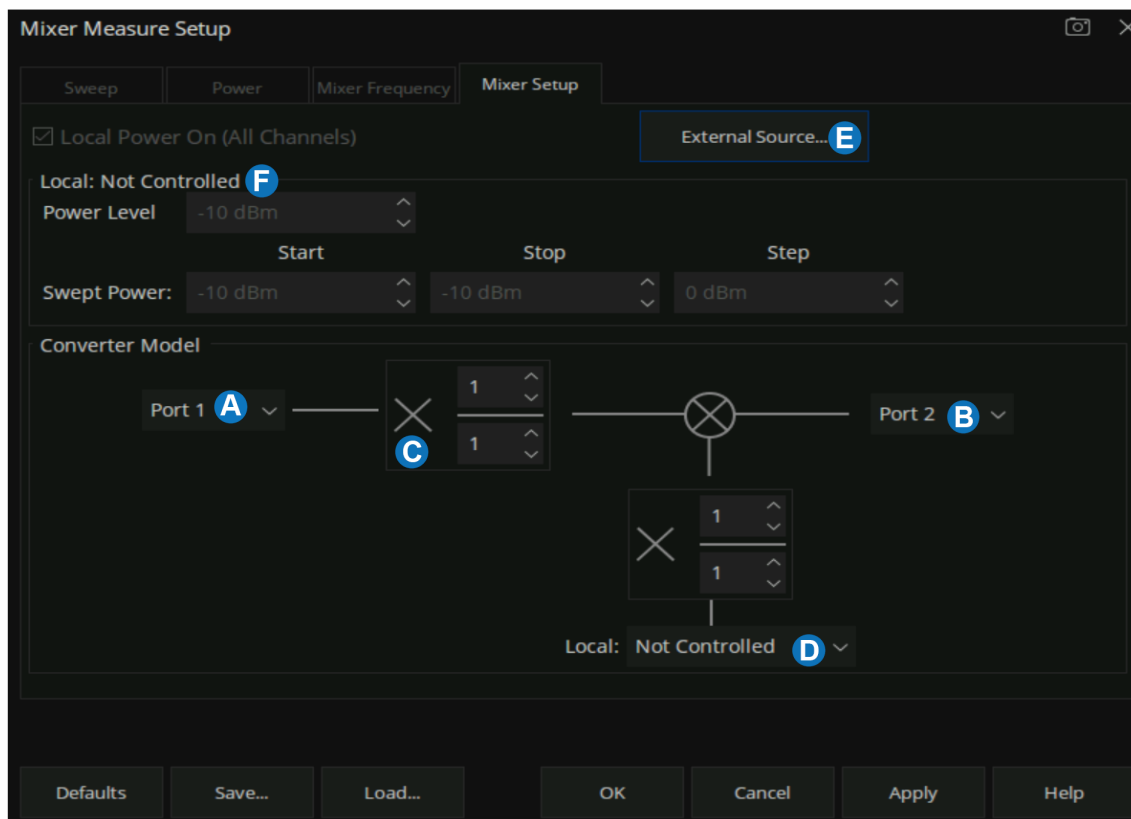 Mixer Measure Setup
Sweep Power Mixer Frequency Mixer Setup
Local Power On (All Channels) External Source... E
Local: Not Controlled F
Power Level -10 dBm
Start Stop Step
Swept Power: -10 dBm -10 dBm 0 dBm
Converter Model
1
Port 1 A Port 2 B
C 1
1
1
Local: Not Controlled D
Defaults Save... Load... OK Cancel Apply Help